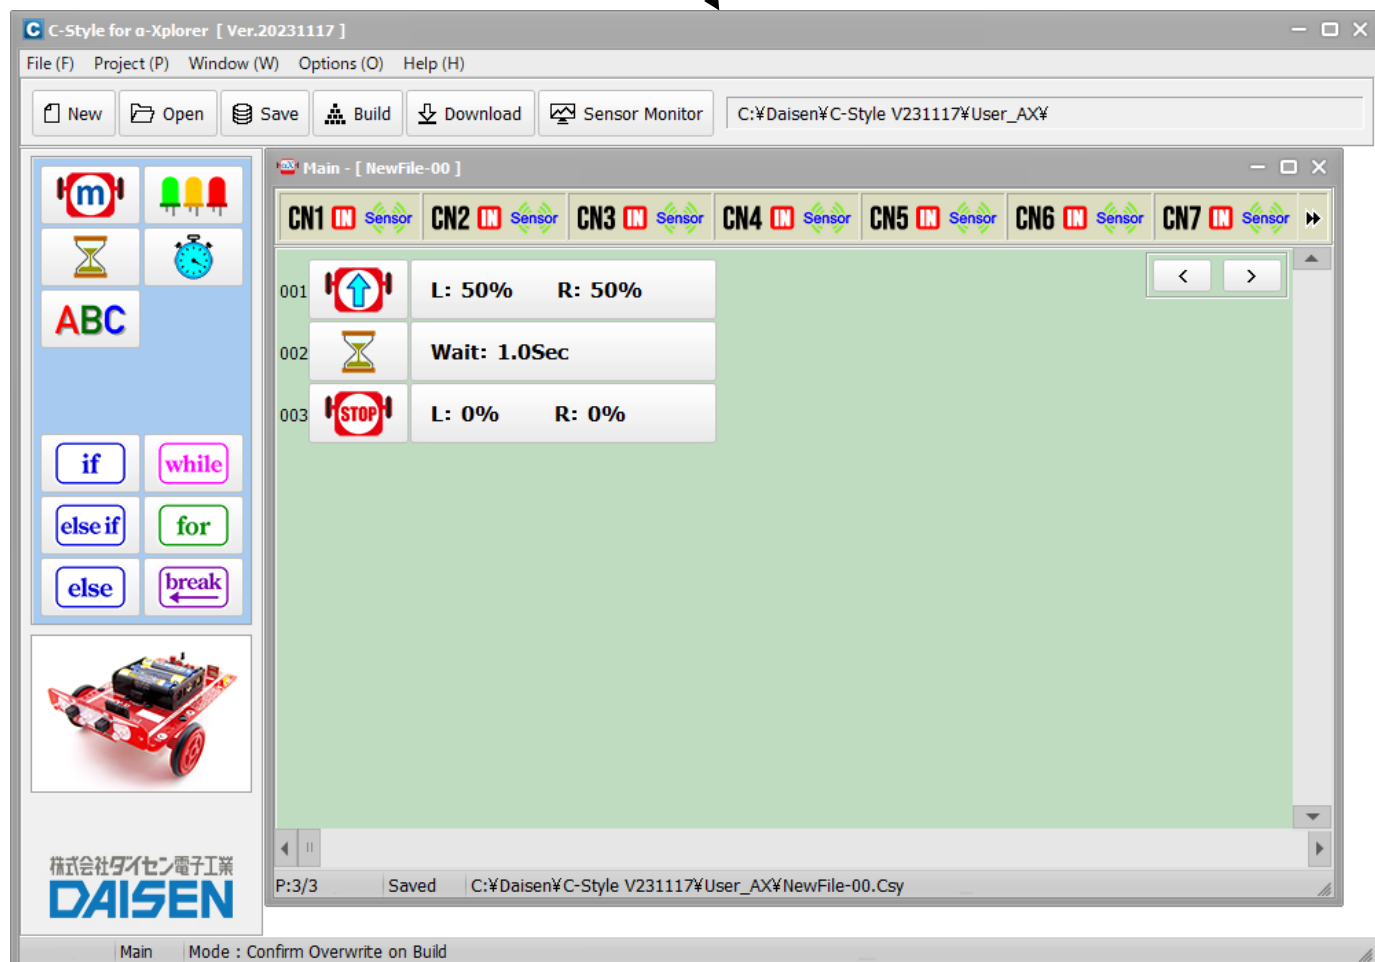 C-Style for α-Xplorer [ Ver.20231117 ]
File (F) Project (P) Window (W) Options (O) Help (H)
New Open Save Build Download Sensor Monitor C:¥Daisen¥C-Style V231117¥User_AX¥
m
ABC
if while
else if for
else break
Main - [ NewFile-00 ]
CN1 IN Sensor CN2 IN Sensor CN3 IN Sensor CN4 IN Sensor CN5 IN Sensor CN6 IN Sensor CN7 IN Sensor
001 L: 50% R: 50%
002 Wait: 1.0Sec
003 STOP L: 0% R: 0%
P:3/3 Saved C:¥Daisen¥C-Style V231117¥User_AX¥NewFile-00.Csy
株式会社ダイセン電子工業
DAISEN
Main Mode : Confirm Overwrite on Build